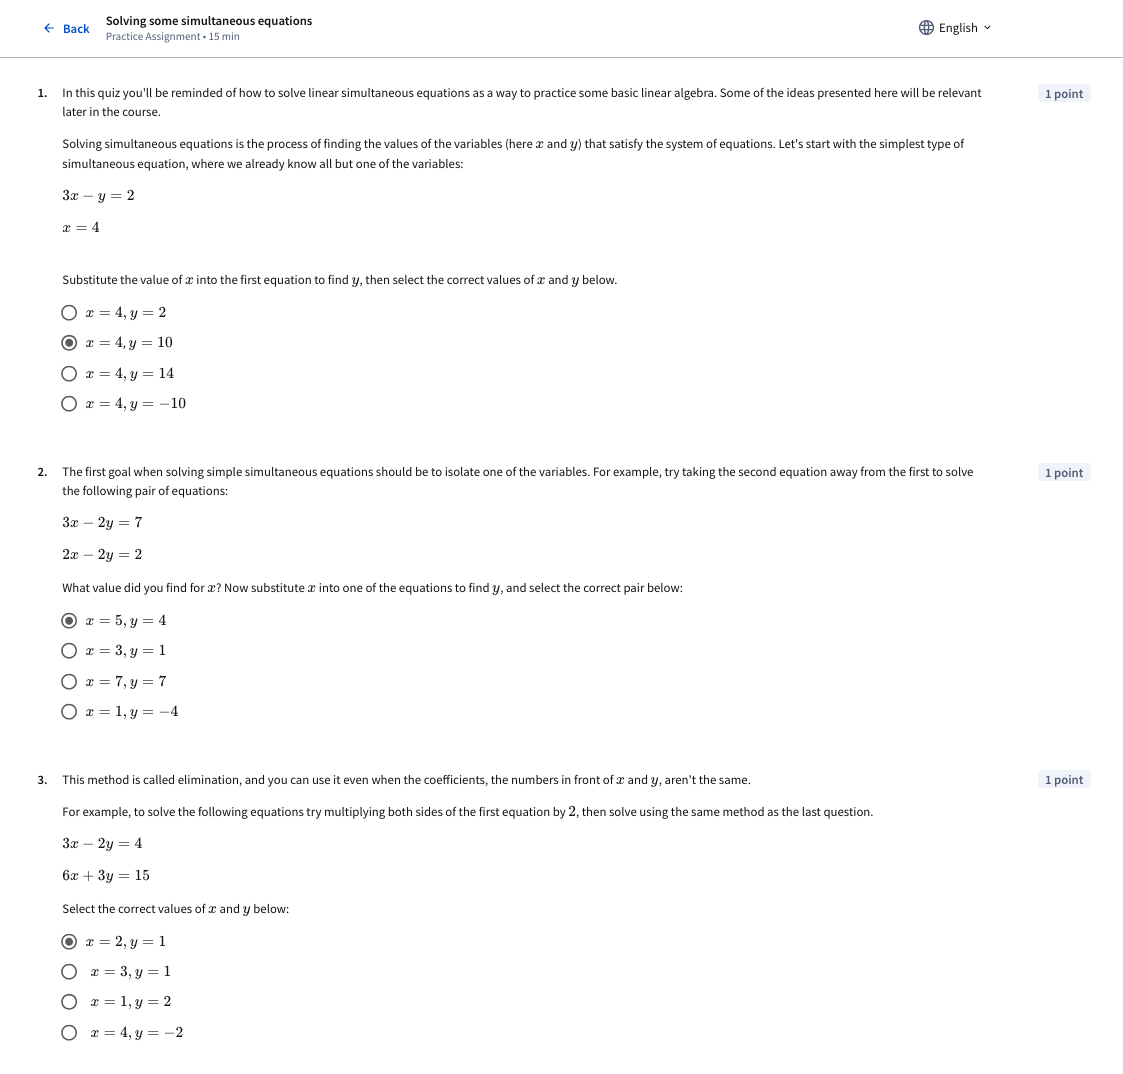 Back
Solving some simultaneous equations
Practice Assignment • 15 min
English
1. In this quiz you'll be reminded of how to solve linear simultaneous equations as a way to practice some basic linear algebra. Some of the ideas presented here will be relevant
later in the course.
1 point
Solving simultaneous equations is the process of finding the values of the variables (here x and y) that satisfy the system of equations. Let's start with the simplest type of
simultaneous equation, where we already know all but one of the variables:
3x − y = 2
x = 4
Substitute the value of x into the first equation to find y, then select the correct values of x and y below.
x = 4, y = 2
x = 4, y = 10
x = 4, y = 14
x = 4, y = −10
2. The first goal when solving simple simultaneous equations should be to isolate one of the variables. For example, try taking the second equation away from the first to solve
the following pair of equations:
1 point
3x − 2y = 7
2x − 2y = 2
What value did you find for x? Now substitute x into one of the equations to find y, and select the correct pair below:
x = 5, y = 4
x = 3, y = 1
x = 7, y = 7
x = 1, y = −4
3. This method is called elimination, and you can use it even when the coefficients, the numbers in front of x and y, aren't the same.
1 point
For example, to solve the following equations try multiplying both sides of the first equation by 2, then solve using the same method as the last question.
3x − 2y = 4
6x + 3y = 15
Select the correct values of x and y below:
x = 2, y = 1
x = 3, y = 1
x = 1, y = 2
x = 4, y = −2